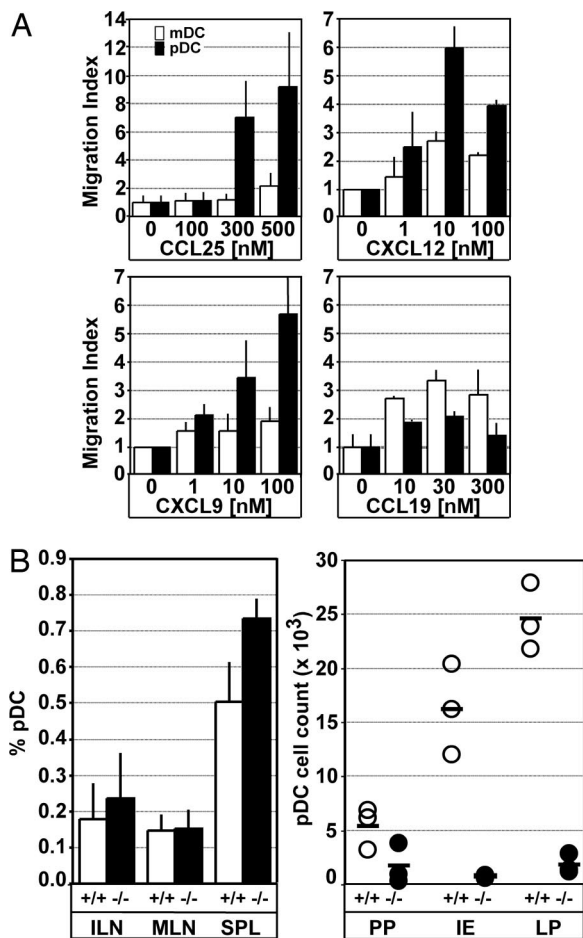 A
Migration Index
14
12
10
8
6
4
2
0
mDC
pDC
0 100 300 500
CCL25 [nM]
7
6
5
4
3
2
1
0
0 1 10 100
CXCL12 [nM]
Migration Index
7
6
5
4
3
2
1
0
0 1 10 100
CXCL9 [nM]
7
6
5
4
3
2
1
0
0 10 30 300
CCL19 [nM]
B
% pDC
0.9
0.8
0.7
0.6
0.5
0.4
0.3
0.2
0.1
0.0
+/+ -/- +/+ -/- +/+ -/-
ILN MLN SPL
pDC cell count (x 10³)
30
25
20
15
10
5
0
+/+ -/- +/+ -/- +/+ -/-
PP IE LP